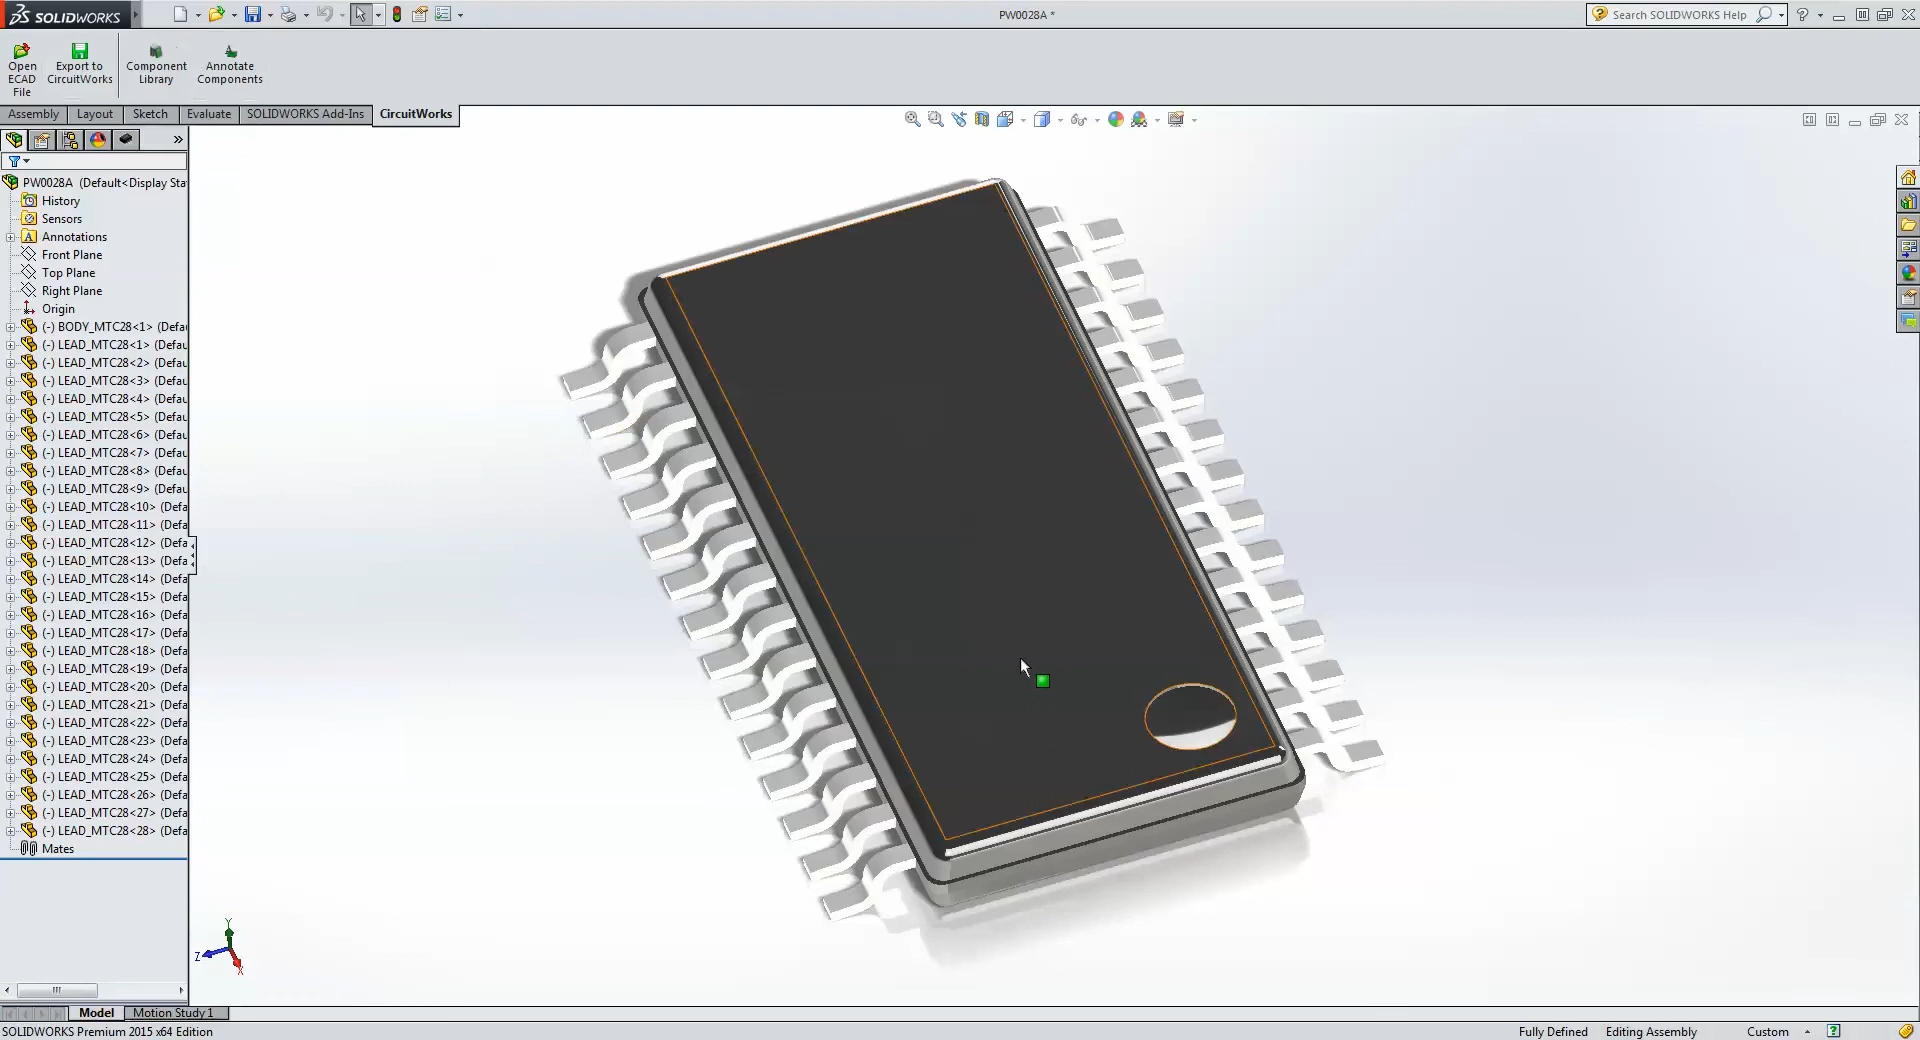 SOLIDWORKS
PW0028A *
Search SOLIDWORKS Help
Open ECAD File
Export to CircuitWorks
Component Library
Annotate Components
Assembly
Layout
Sketch
Evaluate
SOLIDWORKS Add-Ins
CircuitWorks
PW0028A (Default<Display Sta
History
Sensors
Annotations
Front Plane
Top Plane
Right Plane
Origin
(-) BODY_MTC28<1> (Defau
(-) LEAD_MTC28<1> (Defau
(-) LEAD_MTC28<2> (Defau
(-) LEAD_MTC28<3> (Defau
(-) LEAD_MTC28<4> (Defau
(-) LEAD_MTC28<5> (Defau
(-) LEAD_MTC28<6> (Defau
(-) LEAD_MTC28<7> (Defau
(-) LEAD_MTC28<8> (Defau
(-) LEAD_MTC28<9> (Defau
(-) LEAD_MTC28<10> (Defa
(-) LEAD_MTC28<11> (Defa
(-) LEAD_MTC28<12> (Defa
(-) LEAD_MTC28<13> (Defa
(-) LEAD_MTC28<14> (Defa
(-) LEAD_MTC28<15> (Defa
(-) LEAD_MTC28<16> (Defa
(-) LEAD_MTC28<17> (Defa
(-) LEAD_MTC28<18> (Defa
(-) LEAD_MTC28<19> (Defa
(-) LEAD_MTC28<20> (Defa
(-) LEAD_MTC28<21> (Defa
(-) LEAD_MTC28<22> (Defa
(-) LEAD_MTC28<23> (Defa
(-) LEAD_MTC28<24> (Defa
(-) LEAD_MTC28<25> (Defa
(-) LEAD_MTC28<26> (Defa
(-) LEAD_MTC28<27> (Defa
(-) LEAD_MTC28<28> (Defa
Mates
Y
Z
X
Model
Motion Study 1
SOLIDWORKS Premium 2015 x64 Edition
Fully Defined
Editing Assembly
Custom